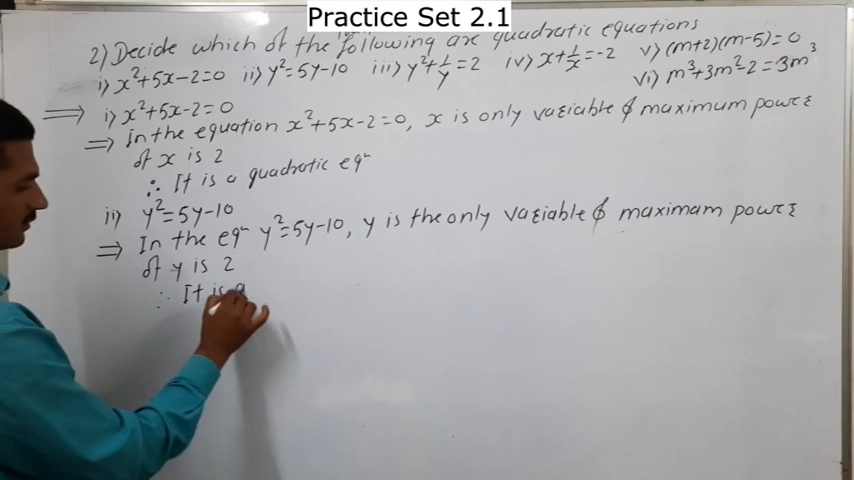 Practice Set 2.1
2) Decide which of the following are quadratic equations
i) x²+5x-2=0 ii) y²=5y-10 iii) y²+1/y=2 iv) x+1/x=-2 v) (m+2)(m-5)=0
vi) m³+3m²-2=3m³
⟹ i) x²+5x-2=0
⇒ In the equation x²+5x-2=0, x is only variable & maximum power
of x is 2
∴ It is a quadratic eqⁿ
ii) y²=5y-10
⇒ In the eqⁿ y²=5y-10, y is the only variable & maximam power
of y is 2
∴ It is a